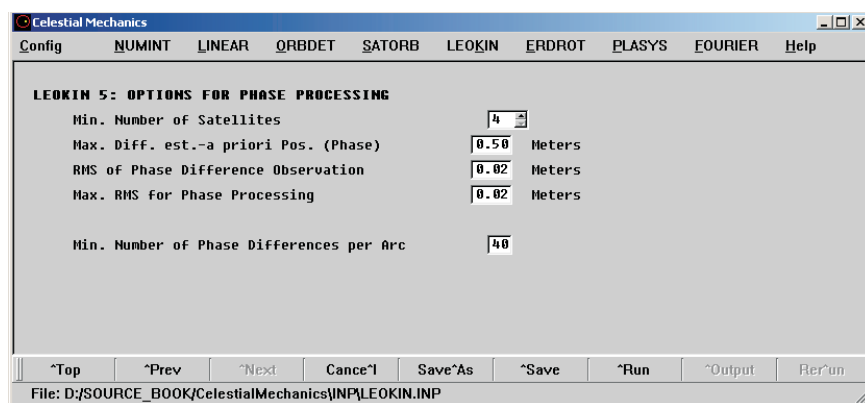 Celestial Mechanics
Config NUMINT LINEAR ORBDET SATORB LEOKIN ERDROT PLASYS FOURIER Help
LEOKIN 5: OPTIONS FOR PHASE PROCESSING
Min. Number of Satellites 4
Max. Diff. est.-a priori Pos. (Phase) 0.50 Meters
RMS of Phase Difference Observation 0.02 Meters
Max. RMS for Phase Processing 0.02 Meters
Min. Number of Phase Differences per Arc 40
^Top ^Prev ^Next Cance^l Save^As ^Save ^Run ^Output Rer^un
File: D:/SOURCE_BOOK/CelestialMechanics\INP\LEOKIN.INP